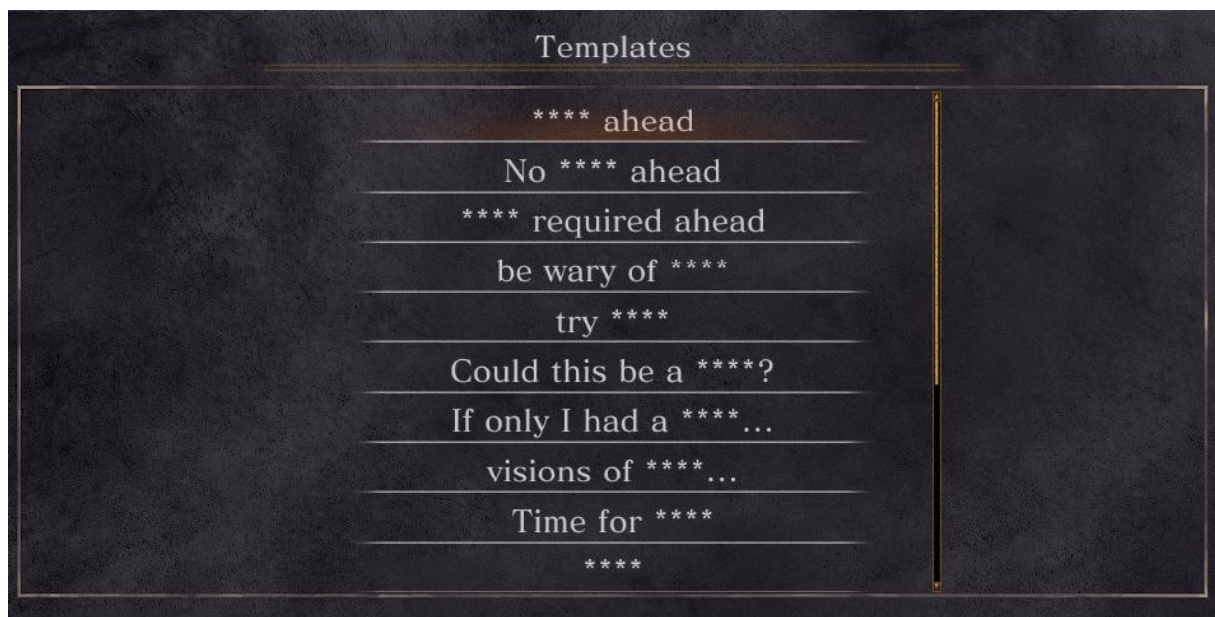 Templates
**** ahead
No **** ahead
**** required ahead
be wary of ****
try ****
Could this be a ****?
If only I had a ****...
visions of ****...
Time for ****
****